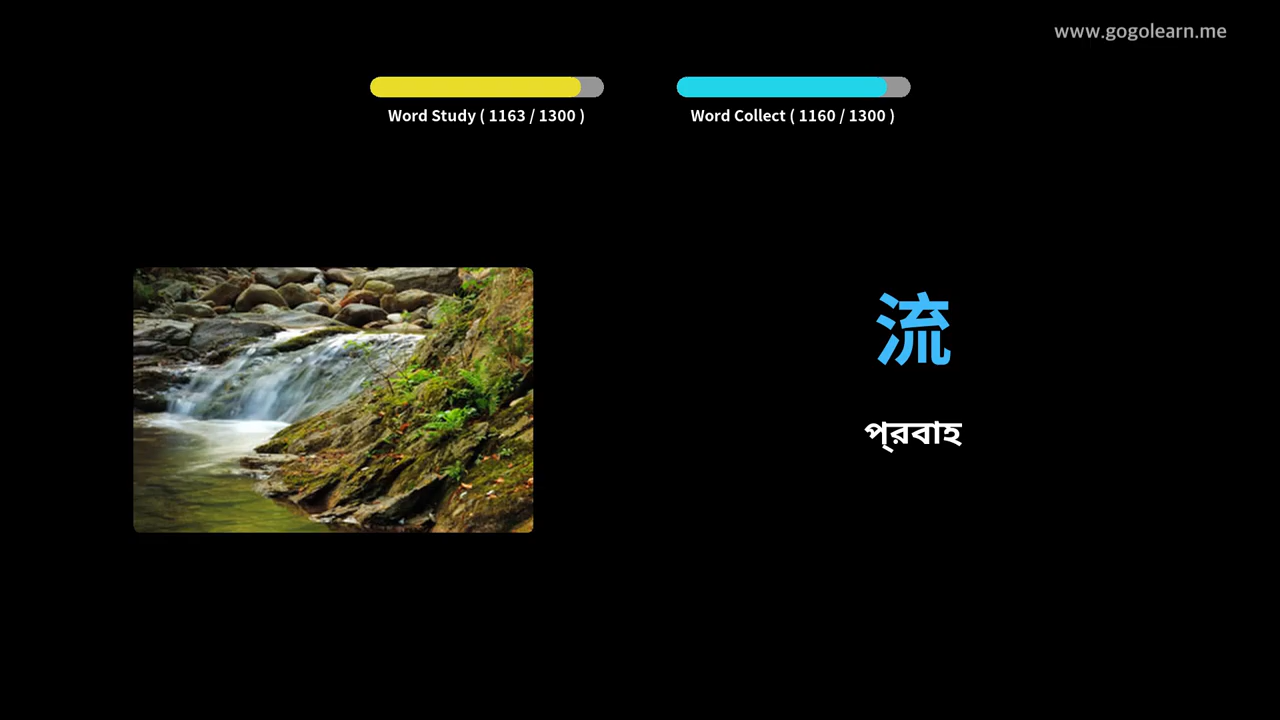 www.gogolearn.me
Word Study ( 1163 / 1300 )
Word Collect ( 1160 / 1300 )
流
প্রবাহ